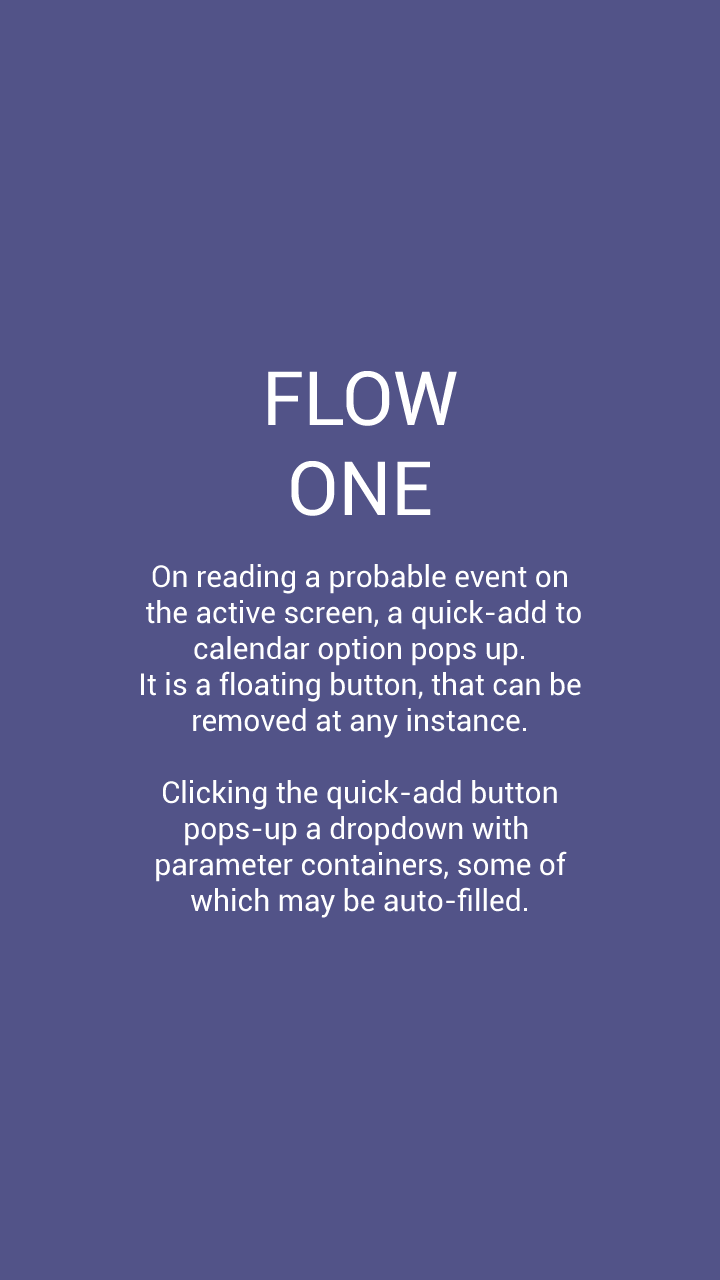 FLOW
ONE
On reading a probable event on
the active screen, a quick-add to
calendar option pops up.
It is a floating button, that can be
removed at any instance.
Clicking the quick-add button
pops-up a dropdown with
parameter containers, some of
which may be auto-filled.